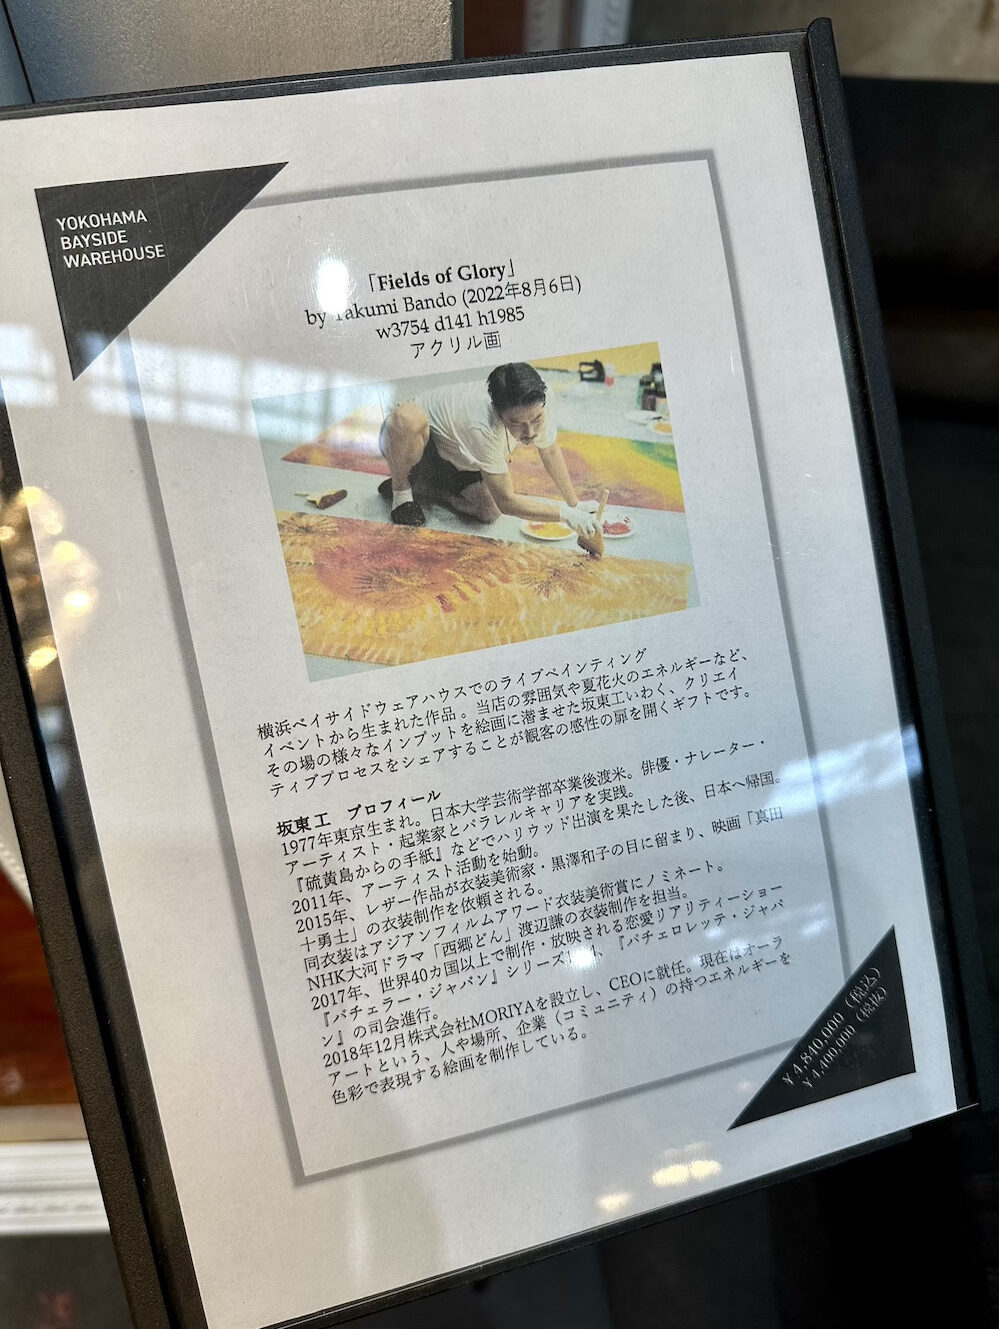 YOKOHAMA
BAYSIDE
WAREHOUSE
「Fields of Glory」
by Takumi Bando (2022年8月6日)
w3754 d141 h1985
アクリル画
横浜ベイサイドウェアハウスでのライブペインティング
イベントから生まれた作品。当店の雰囲気や夏花火のエネルギーなど、
その場の様々なインプットを絵画に潜ませた坂東工いわく、クリエイ
ティブプロセスをシェアすることが観客の感性の扉を開くギフトです。
坂東工 プロフィール
1977年東京生まれ。日本大学芸術学部卒業後渡米。俳優・ナレーター・
アーティスト・起業家とパラレルキャリアを実践。
『硫黄島からの手紙』などでハリウッド出演を果たした後、日本へ帰国。
2011年、アーティスト活動を始動。
2015年、レザー作品が衣装美術家・黒澤和子の目に留まり、映画「真田
十勇士」の衣装制作を依頼される。
同衣装はアジアンフィルムアワード衣装美術賞にノミネート。
NHK大河ドラマ「西郷どん」渡辺謙の衣装制作を担当。
2017年、世界40カ国以上で制作・放映される恋愛リアリティーショー
『バチェラー・ジャパン』シリーズ 4、『バチェロレッテ・ジャパ
ン』の司会進行。
2018年12月株式会社MORIYAを設立し、CEOに就任。現在はオーラ
アートという、人や場所、企業（コミュニティ）の持つエネルギーを
色彩で表現する絵画を制作している。
￥4,840,000（税込）
￥4,400,000（税抜）